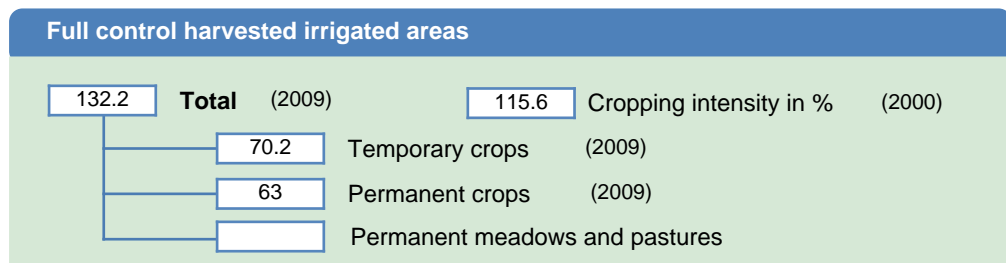 Full control harvested irrigated areas
132.2 Total (2009) 115.6 Cropping intensity in % (2000)
70.2 Temporary crops (2009)
63 Permanent crops (2009)
Permanent meadows and pastures